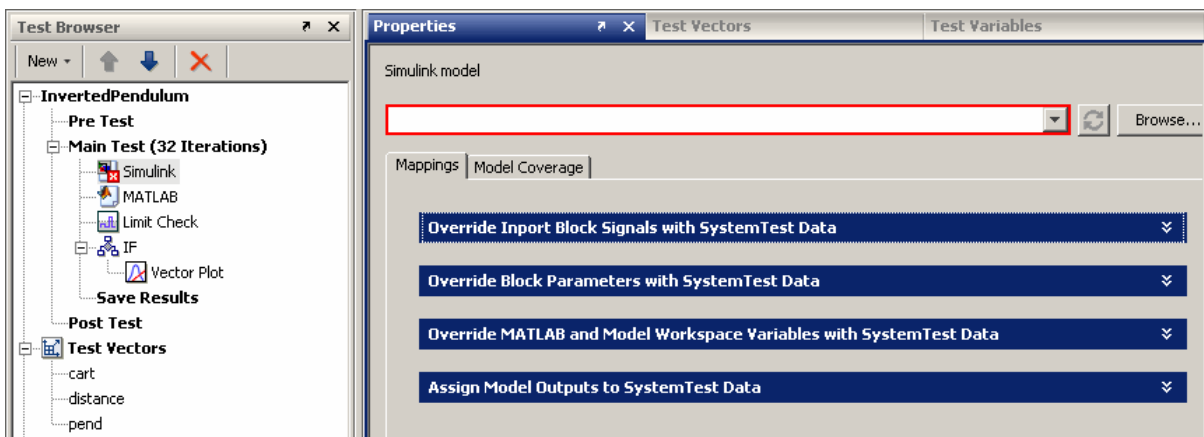 Test Browser
New
InvertedPendulum
Pre Test
Main Test (32 Iterations)
Simulink
MATLAB
Limit Check
IF
Vector Plot
Save Results
Post Test
Test Vectors
cart
distance
pend
Properties
Test Vectors
Test Variables
Simulink model
Browse...
Mappings
Model Coverage
Override Inport Block Signals with SystemTest Data
Override Block Parameters with SystemTest Data
Override MATLAB and Model Workspace Variables with SystemTest Data
Assign Model Outputs to SystemTest Data